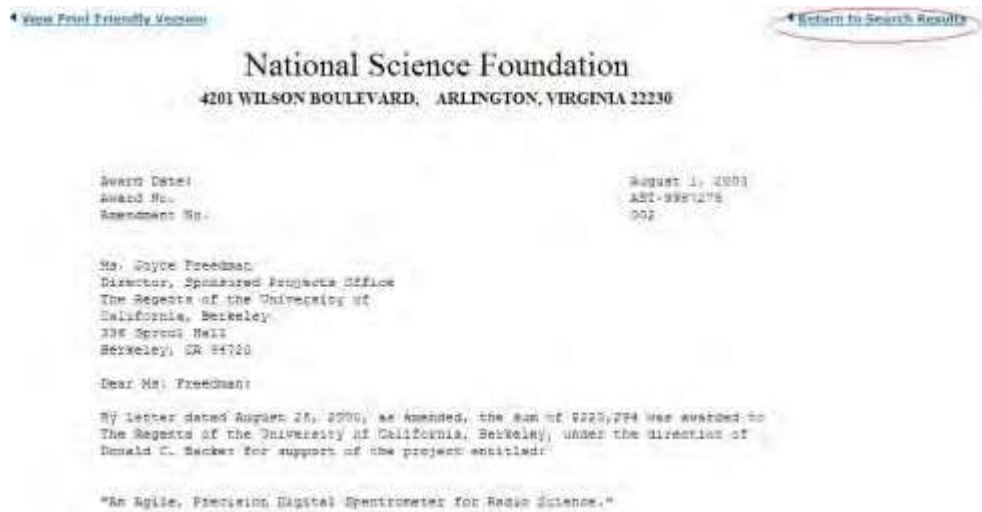 View Print Friendly Version
Return to Search Results
National Science Foundation
4201 WILSON BOULEVARD, ARLINGTON, VIRGINIA 22230
Award Date:
August 1, 2001
Award No.
Amendment No.
002
Ms. Joyce Freedman
Director, Sponsored Projects Office
The Regents of the University of
California, Berkeley
336 Sproul Hall
Berkeley, CA 94720
Dear Ms. Freedman:
By letter dated August 28, 2000, as amended, the sum of was awarded to
The Regents of the University of California, Berkeley, under the direction of
Donald C. Backer for support of the project entitled:
"An Agile, Precision Digital Spectrometer for Radio Science."